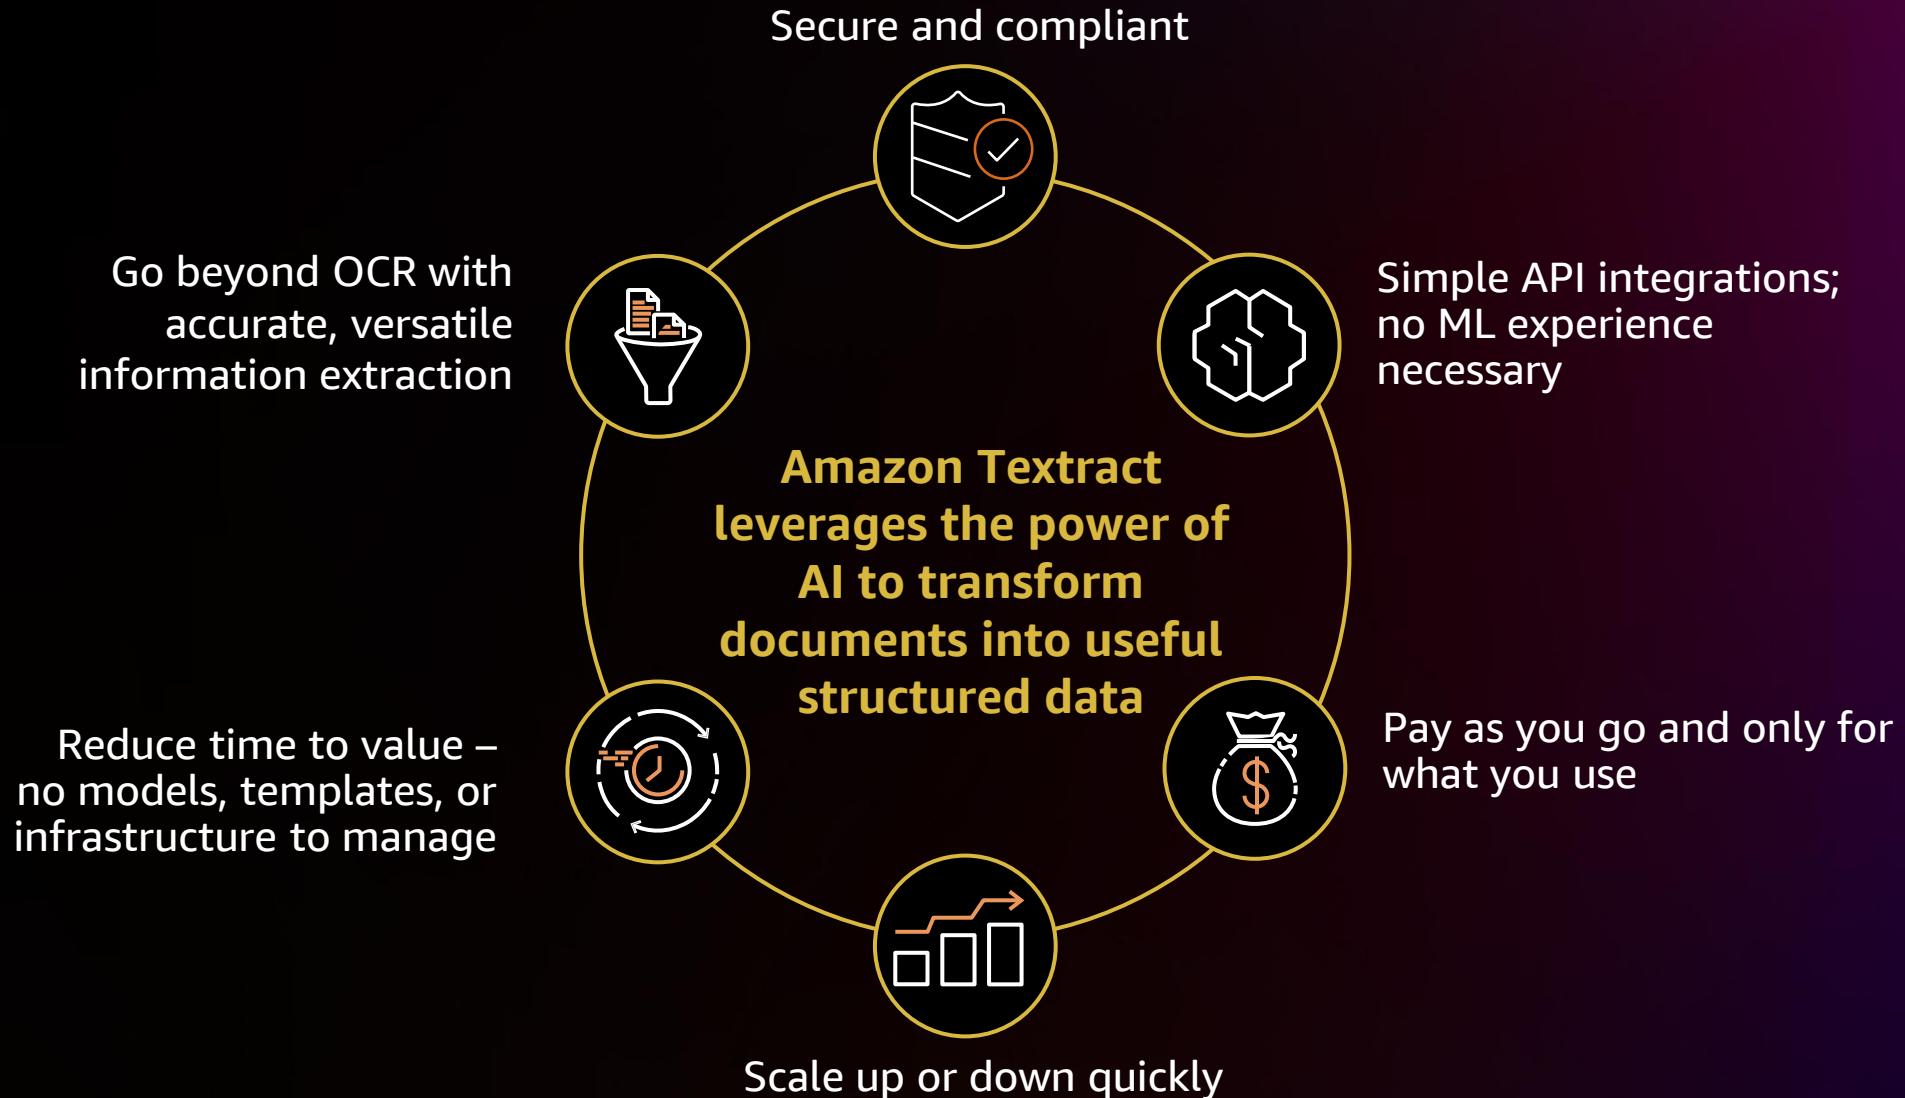 Secure and compliant
Go beyond OCR with
accurate, versatile
information extraction
Simple API integrations;
no ML experience
necessary
Amazon Textract
leverages the power of
AI to transform
documents into useful
structured data
Reduce time to value –
no models, templates, or
infrastructure to manage
Pay as you go and only for
what you use
$
Scale up or down quickly